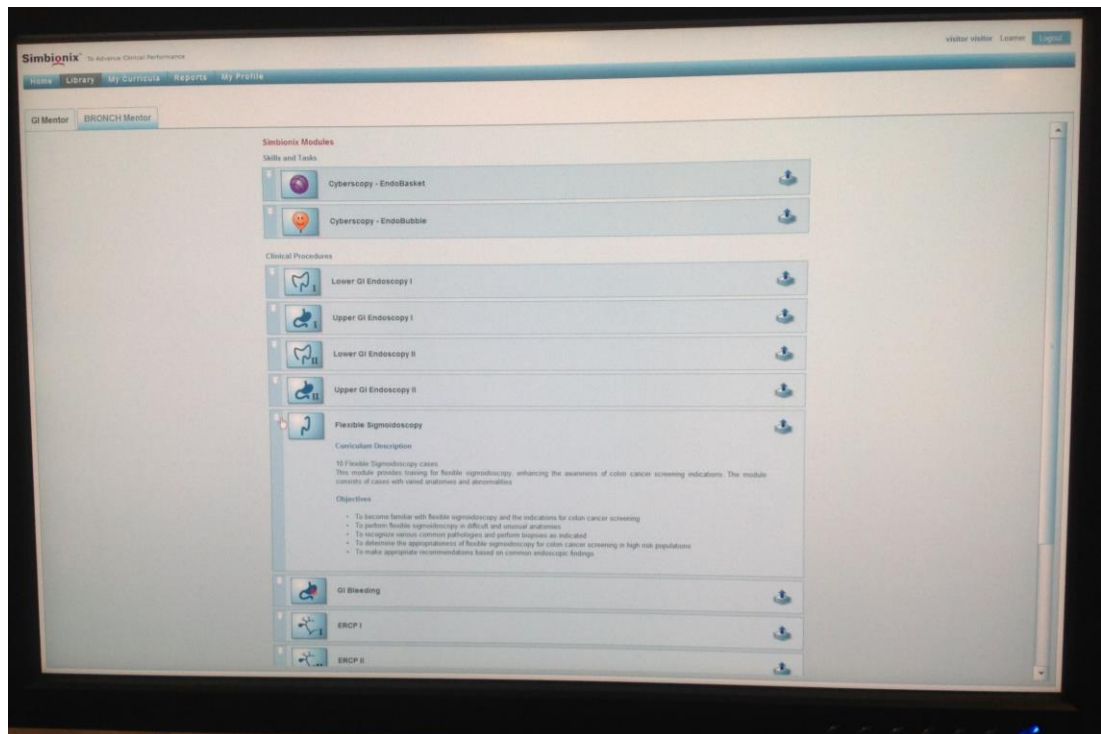 visitor visitor Learner Logout
Simbionix To Advance Clinical Performance
Home Library My Curricula Reports My Profile
GI Mentor BRONCH Mentor
Simbionix Modules
Skills and Tasks
Cyberscopy - EndoBasket
Cyberscopy - EndoBubble
Clinical Procedures
I Lower GI Endoscopy I
I Upper GI Endoscopy I
II Lower GI Endoscopy II
II Upper GI Endoscopy II
Flexible Sigmoidoscopy
Curriculum Description
10 Flexible Sigmoidoscopy cases
This module provides training for flexible sigmoidoscopy, enhancing the awareness of colon cancer screening indications. The module
consists of cases with varied anatomies and abnormalities
Objectives
• To become familiar with flexible sigmoidoscopy and the indications for colon cancer screening
• To perform flexible sigmoidoscopy in difficult and unusual anatomies
• To recognize various common pathologies and perform biopsies as indicated
• To determine the appropriateness of flexible sigmoidoscopy for colon cancer screening in high risk populations
• To make appropriate recommendations based on common endoscopic findings
GI Bleeding
I ERCP I
ERCP II